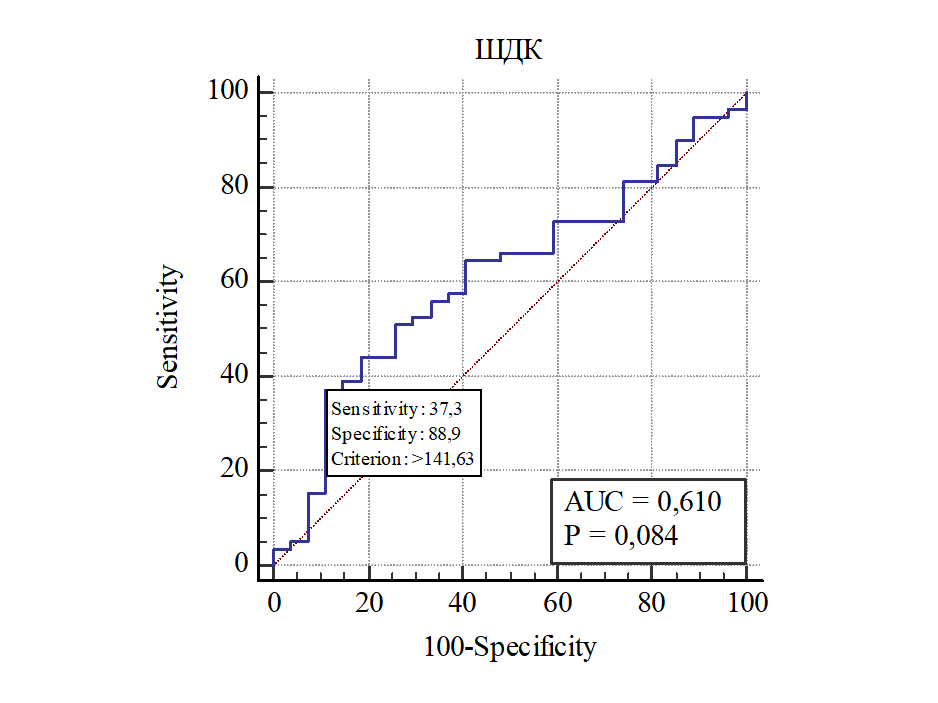 ШДК
100
80
60
40
20
0
Sensitivity
Sensitivity: 37,3
Specificity: 88,9
Criterion: >141,63
AUC = 0,610
P = 0,084
0 20 40 60 80 100
100-Specificity